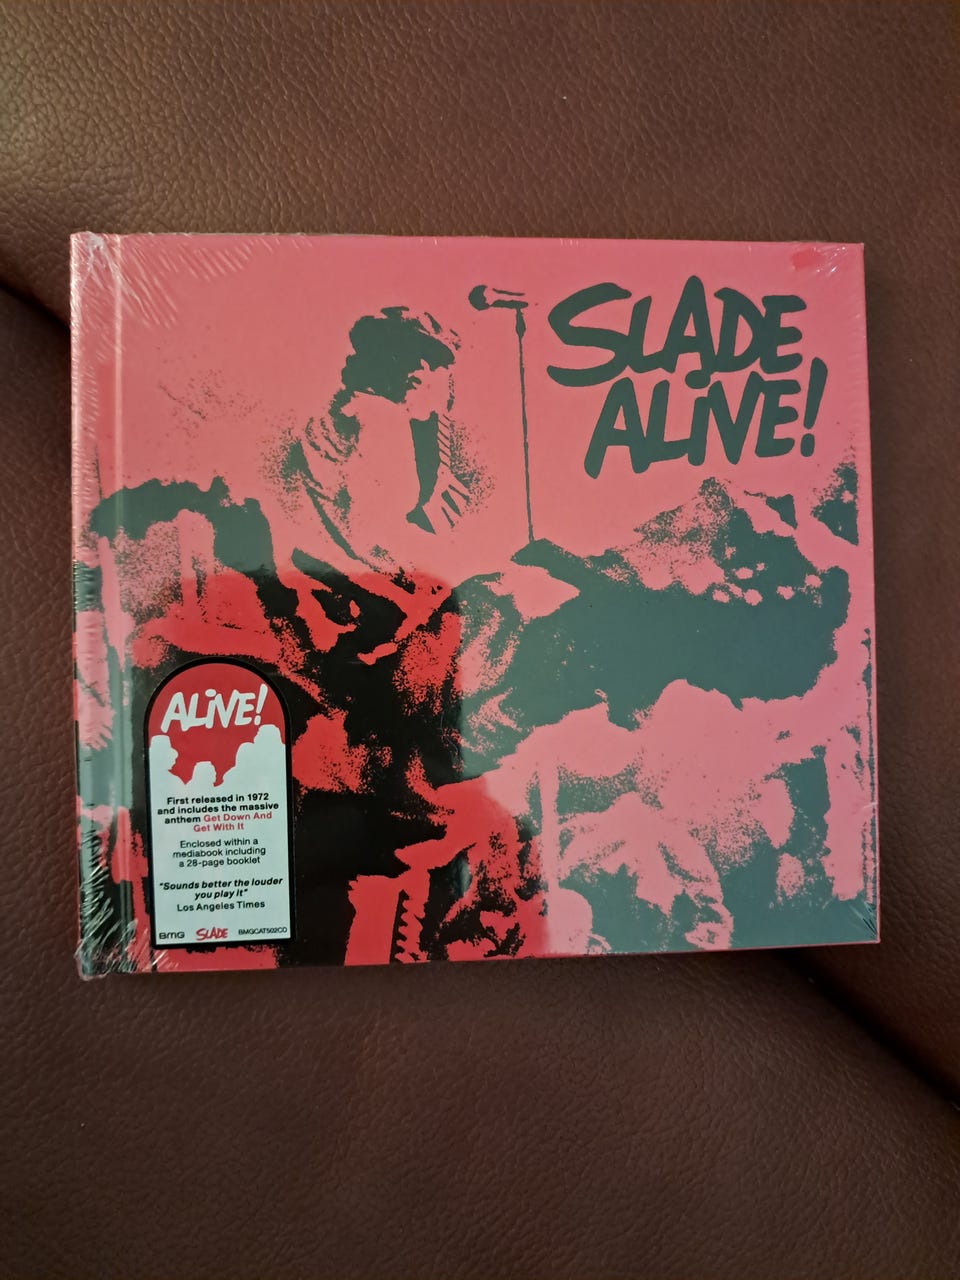 SLADE
ALiVE!
ALiVE!
First released in 1972
and includes the massive
anthem Get Down And
Get With It
Enclosed within a
mediabook including
a 28-page booklet
"Sounds better the louder
you play it"
Los Angeles Times
BMG SLADE BMGCAT502CD